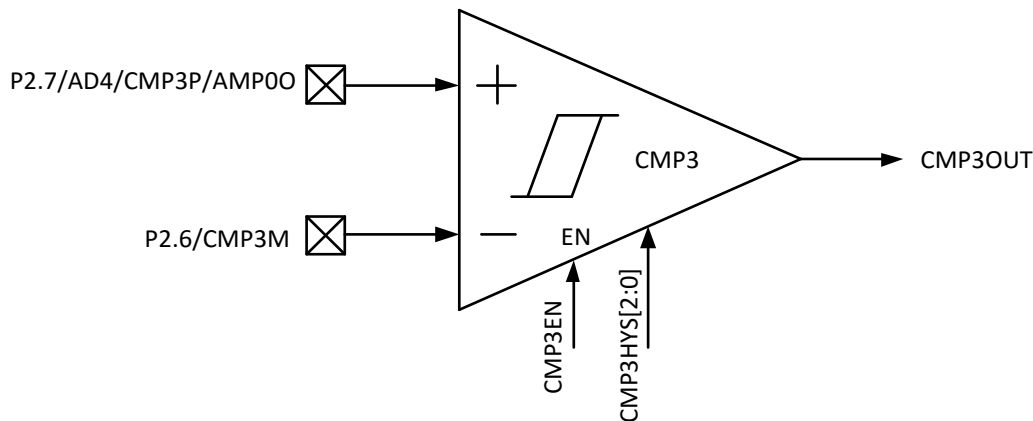 P2.7/AD4/CMP3P/AMP0O
+
CMP3
CMP3OUT
P2.6/CMP3M
−
EN
CMP3EN
CMP3HYS[2:0]